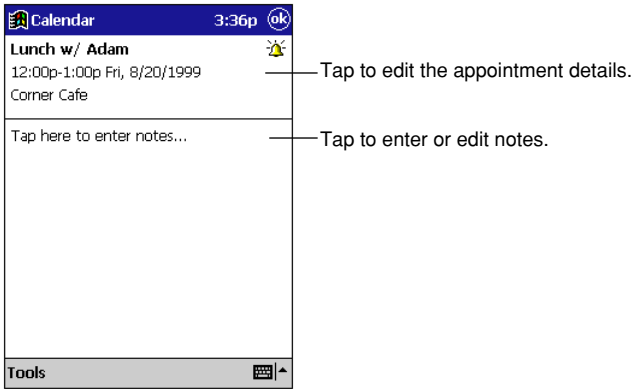 Calendar 3:36p ok
Lunch w/ Adam
12:00p-1:00p Fri, 8/20/1999
Corner Cafe
Tap to edit the appointment details.
Tap here to enter notes...
Tap to enter or edit notes.
Tools